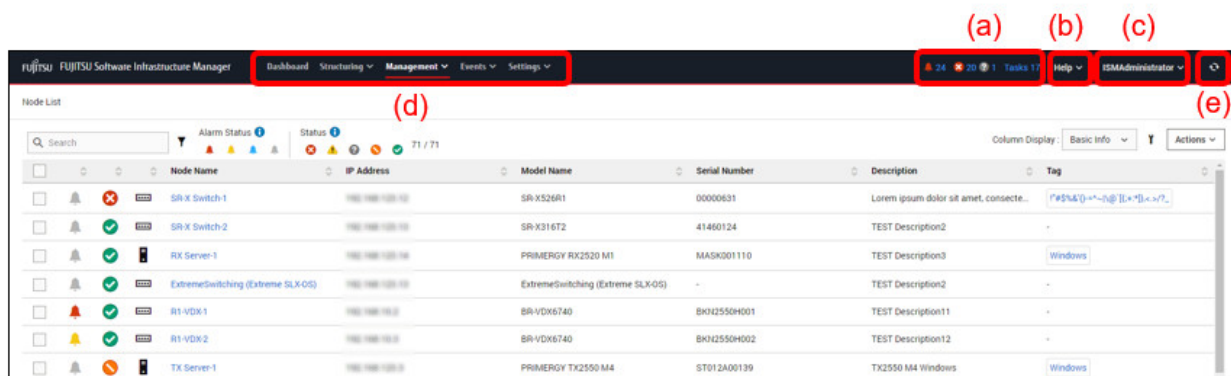 (a) (b) (c)
FUJITSU FUJITSU Software Infrastructure Manager Dashboard Structuring Management Events Settings 24 20 1 Tasks 17 Help ISMAdministrator
Node List (d) (e)
Search Alarm Status Status 71 / 71 Column Display : Basic Info Actions
Node Name IP Address Model Name Serial Number Description Tag
SR-X Switch-1 SR-X526R1 00000631 Lorem ipsum dolor sit amet, consecte...
SR-X Switch-2 SR-X316T2 41460124 TEST Description2 -
RX Server-1 PRIMERGY RX2520 M1 MASK001110 TEST Description3 Windows
ExtremeSwitching (Extreme SLX-OS) ExtremeSwitching (Extreme SLX-OS) - TEST Description2 -
R1-VDX-1 BR-VDX6740 BKN2550H001 TEST Description11 -
R1-VDX-2 BR-VDX6740 BKN2550H002 TEST Description12 -
TX Server-1 PRIMERGY TX2550 M4 ST012A00139 TX2550 M4 Windows Windows